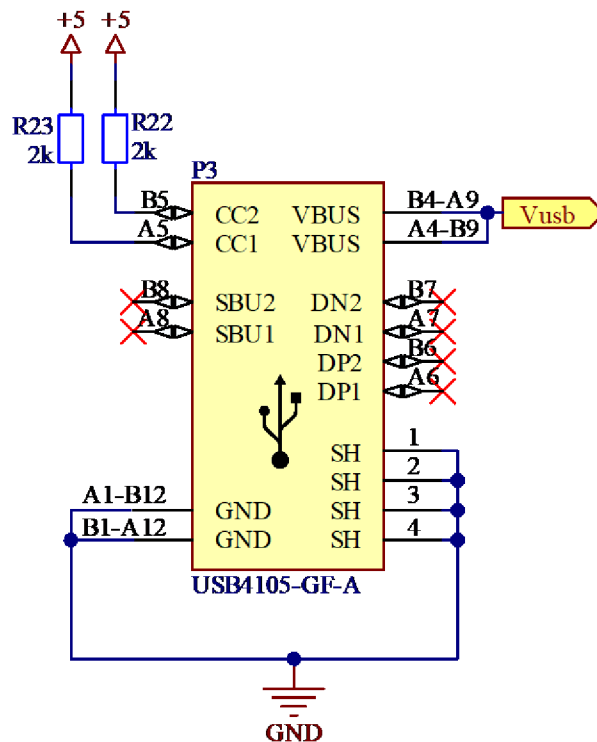 +5 +5
R23 R22
2k 2k
P3
B5 CC2 VBUS B4-A9
A5 CC1 VBUS A4-B9
Vusb
B8 SBU2 DN2 B7
A8 SBU1 DN1 A7
DP2 B6
DP1 A6
SH 1
SH 2
A1-B12 GND SH 3
B1-A12 GND SH 4
USB4105-GF-A
GND